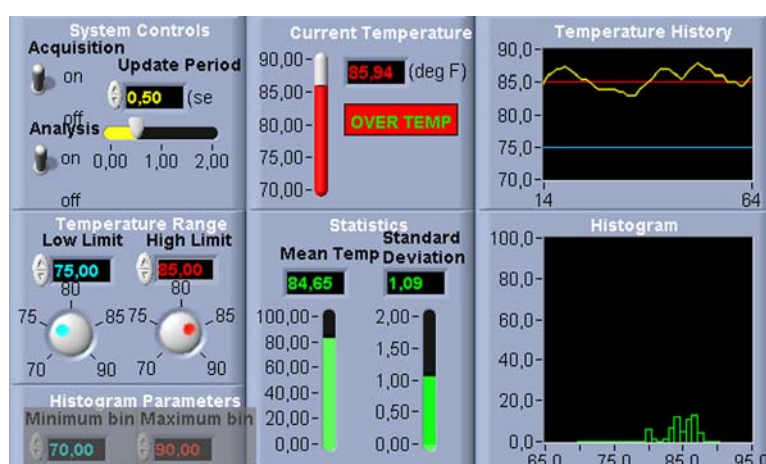 System Controls
Acquisition
on
off
Update Period
0,50 (se
0,00 1,00 2,00
Analysis
on
off
Current Temperature
90,00
85,00
80,00
75,00
70,00
85,94 (deg F)
OVER TEMP
Temperature History
90,0
85,0
80,0
75,0
70,0
14 64
Temperature Range
Low Limit High Limit
75,00 85,00
80 80
75 85 75 85
70 90 70 90
Histogram Parameters
Minimum bin Maximum bin
70,00 90,00
Statistics
Mean Temp Standard Deviation
84,65 1,09
100,00
80,00
60,00
40,00
20,00
0,00
2,00
1,50
1,00
0,50
0,00
Histogram
100,0
80,0
60,0
40,0
20,0
0,0
65,0 75,0 85,0 95,0